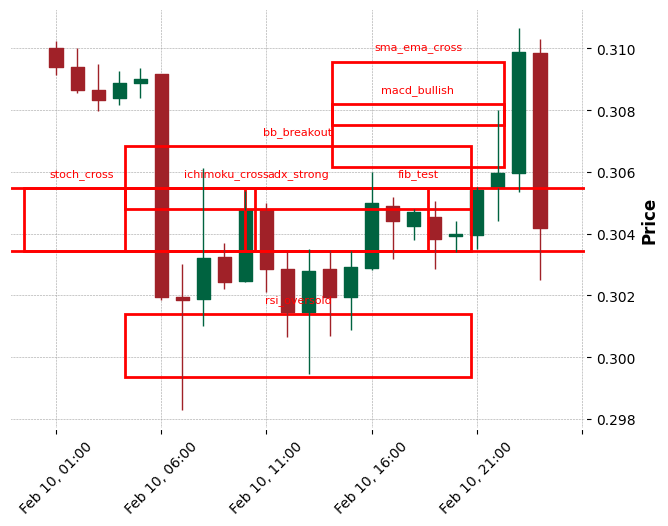 sma_ema_cross
0.310
macd_bullish
0.308
bb_breakout
0.306
stoch_cross
ichimoku_cross
adx_strong
fib_test
0.304
Price
0.302
0.300
0.298
Feb 10, 01:00
Feb 10, 06:00
Feb 10, 11:00
Feb 10, 16:00
Feb 10, 21:00